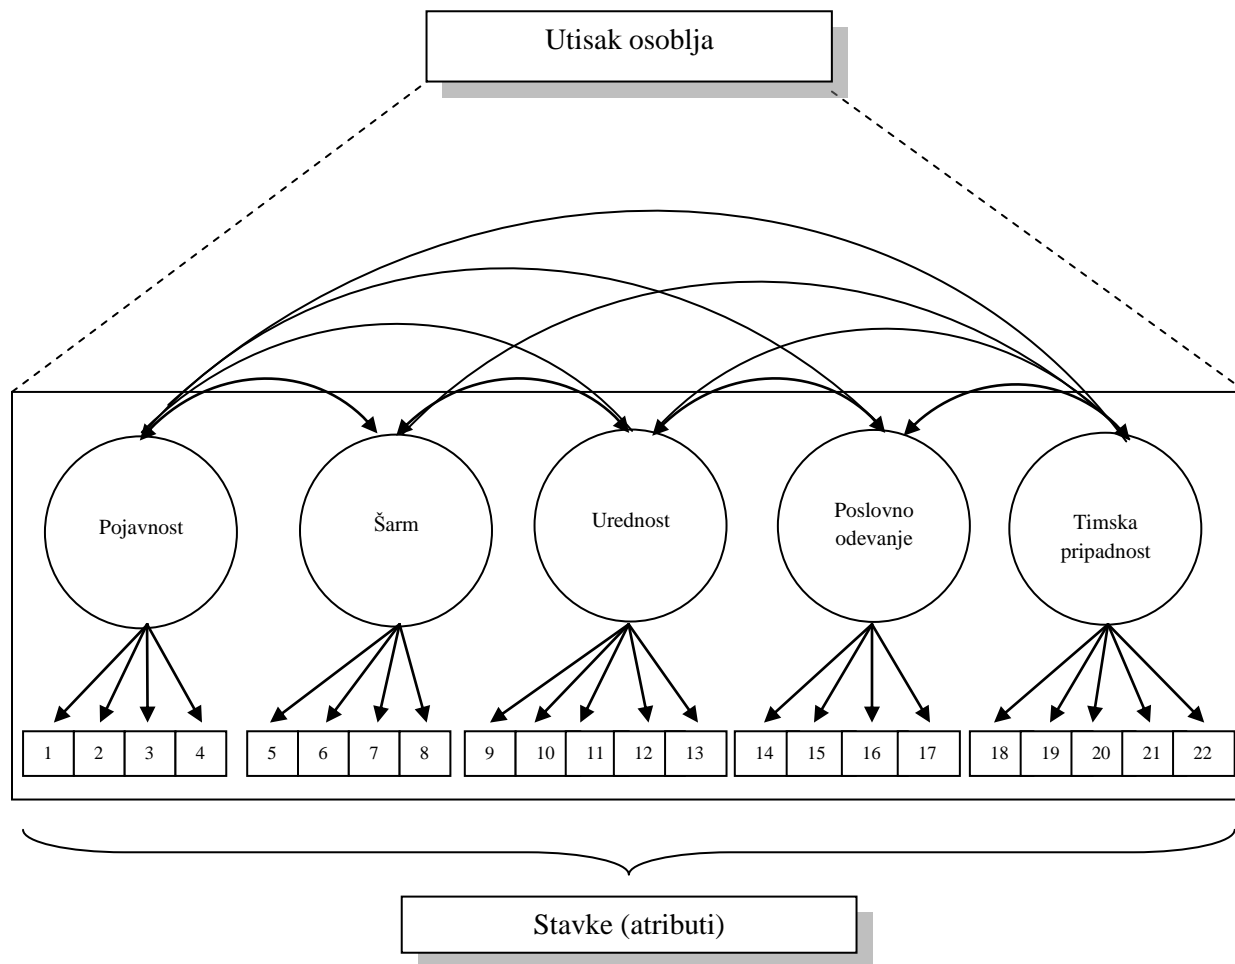 Utisak osoblja
Pojavnost
Šarm
Urednost
Poslovno
odevanje
Timska
pripadnost
1 2 3 4 5 6 7 8 9 10 11 12 13 14 15 16 17 18 19 20 21 22
Stavke (atributi)